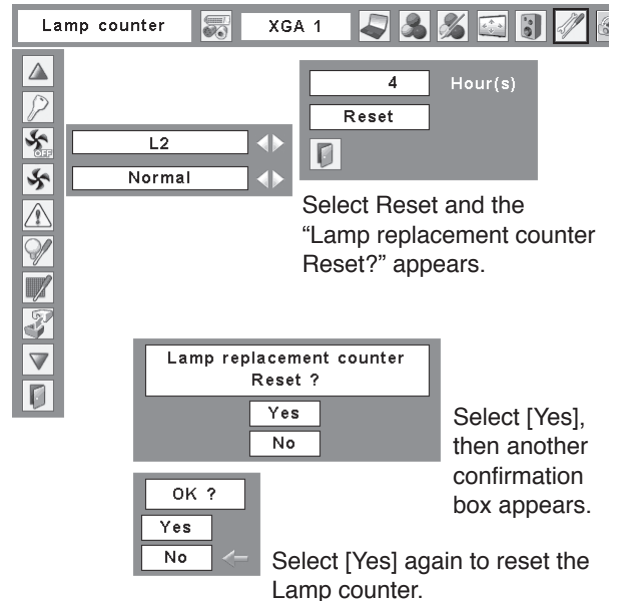 Lamp counter
XGA 1
4 Hour(s)
Reset
L2
OFF
Normal
Select Reset and the
“Lamp replacement counter
Reset?” appears.
Lamp replacement counter
Reset ?
Yes
No
Select [Yes],
then another
confirmation
box appears.
OK ?
Yes
No
Select [Yes] again to reset the
Lamp counter.